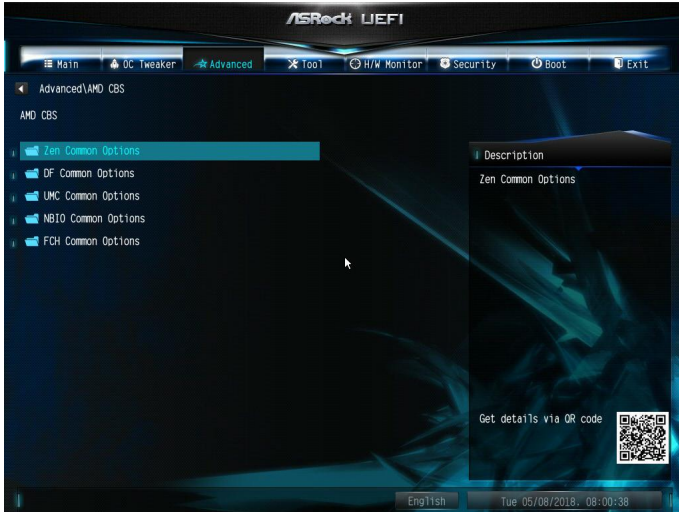 ASRock UEFI
Main OC Tweaker Advanced Tool H/W Monitor Security Boot Exit
Advanced\AMD CBS
AMD CBS
Zen Common Options
DF Common Options
UMC Common Options
NBIO Common Options
FCH Common Options
Description
Zen Common Options
Get details via QR code
English Tue 05/08/2018. 08:00:38